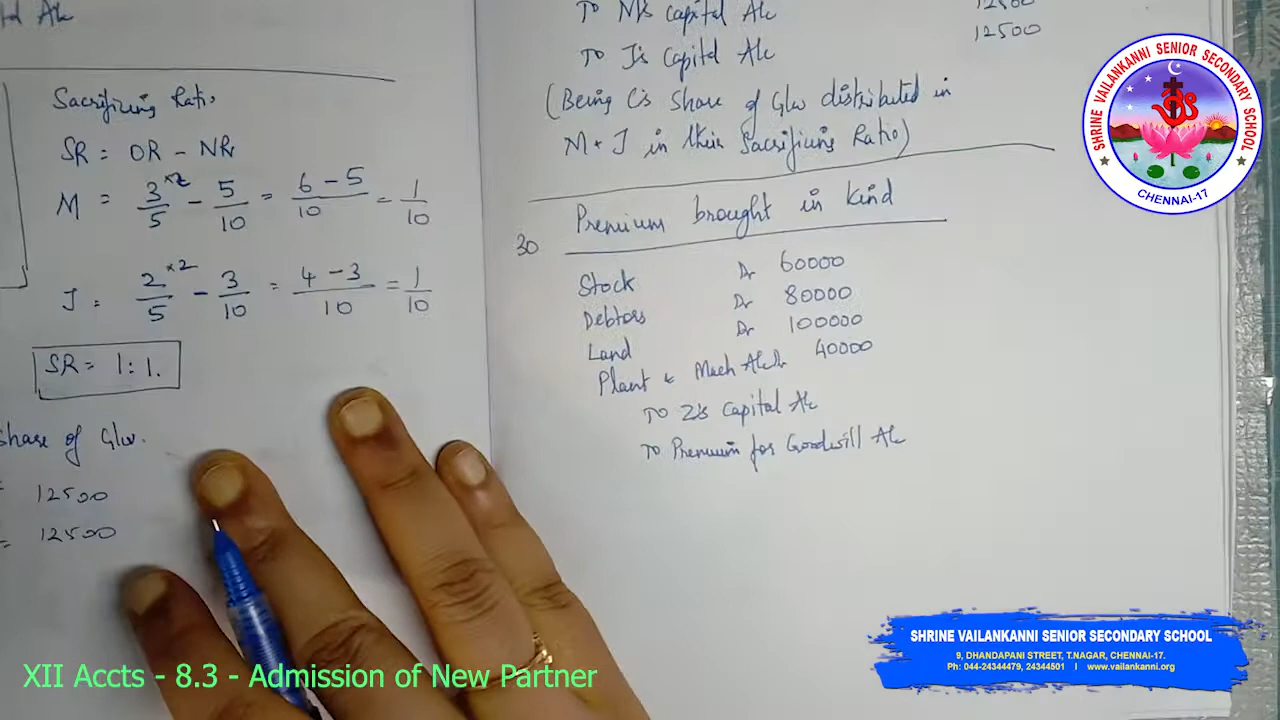 Sacrificing Ratio
SR = OR - NR
M = 3×2/5 - 5/10 = 6-5/10 = 1/10
J = 2×2/5 - 3/10 = 4-3/10 = 1/10
SR = 1:1.
Share of G/w.
= 12500
= 12500
To M's capital A/c 12500
To J's Capital A/c 12500
(Being C's Share of G/w distributed in
M + J in their Sacrificing Ratio)
30 Premium brought in kind
Stock Dr 60000
Debtors Dr 80000
Land Dr 100000
Plant & Mach A/c Dr 40000
To Z's Capital A/c
To Premium for Goodwill A/c
SHRINE VAILANKANNI SENIOR SECONDARY SCHOOL
CHENNAI-17
SHRINE VAILANKANNI SENIOR SECONDARY SCHOOL
9, DHANDAPANI STREET, T.NAGAR, CHENNAI-17.
Ph: 044-24344479, 24344501 I www.vailankanni.org
XII Accts - 8.3 - Admission of New Partner